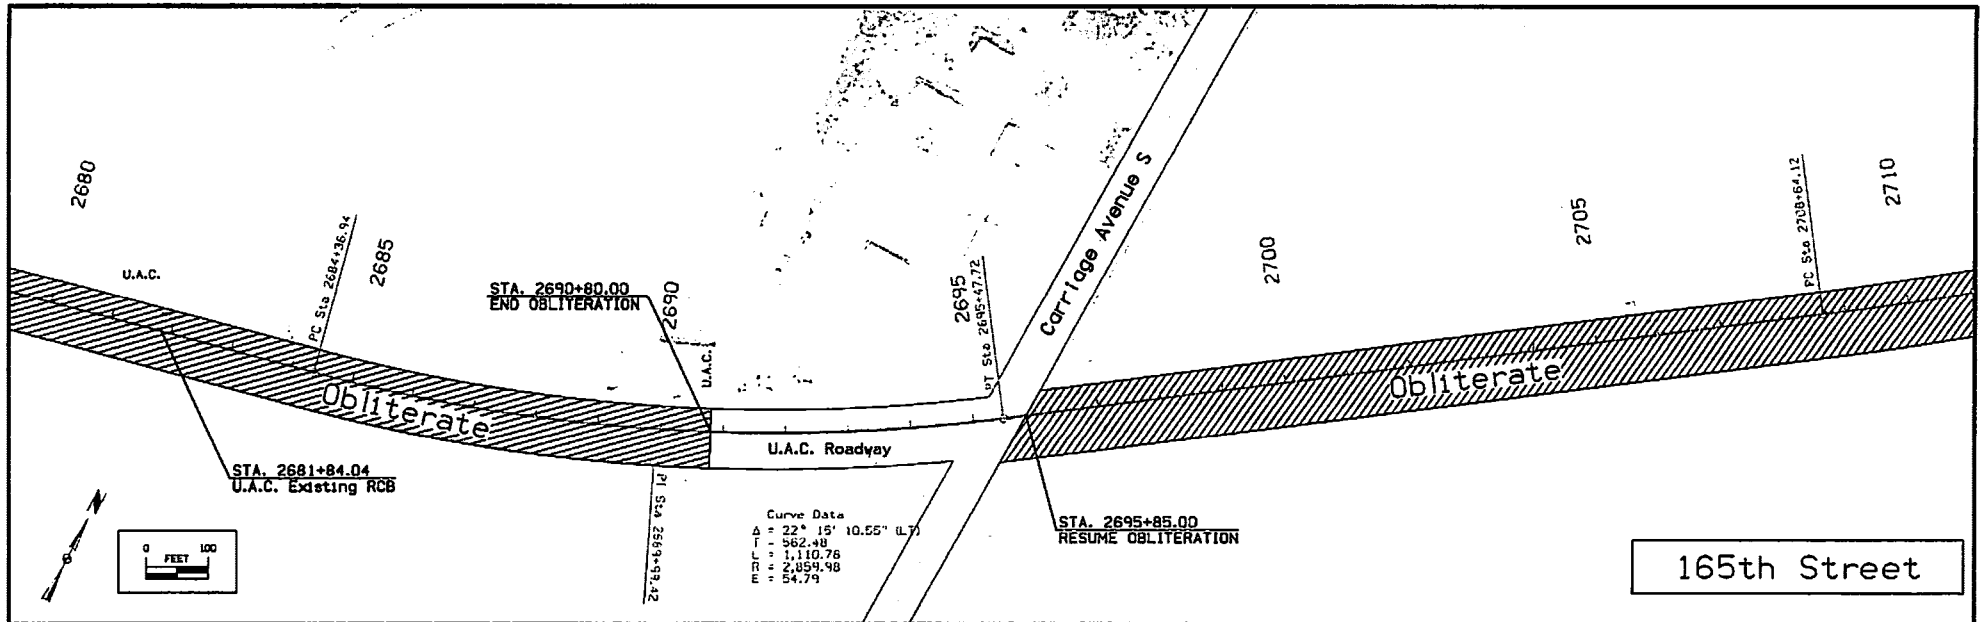 2680
U.A.C.
PC Sta 2684+36.94
2685
STA. 2690+80.00
END OBLITERATION
2690
U.A.C.
2695
PT Sta 2695+47.72
Carriage Avenue S
2700
2705
PC Sta 2708+64.12
2710
Obliterate
Obliterate
U.A.C. Roadway
STA. 2681+84.04
U.A.C. Existing RCB
N
0 100
FEET
PI Sta
Curve Data
Δ = 22° 15' 10.55" (LT)
T = 562.48
L = 1,110.76
R = 2,859.98
E = 54.79
STA. 2695+85.00
RESUME OBLITERATION
165th Street